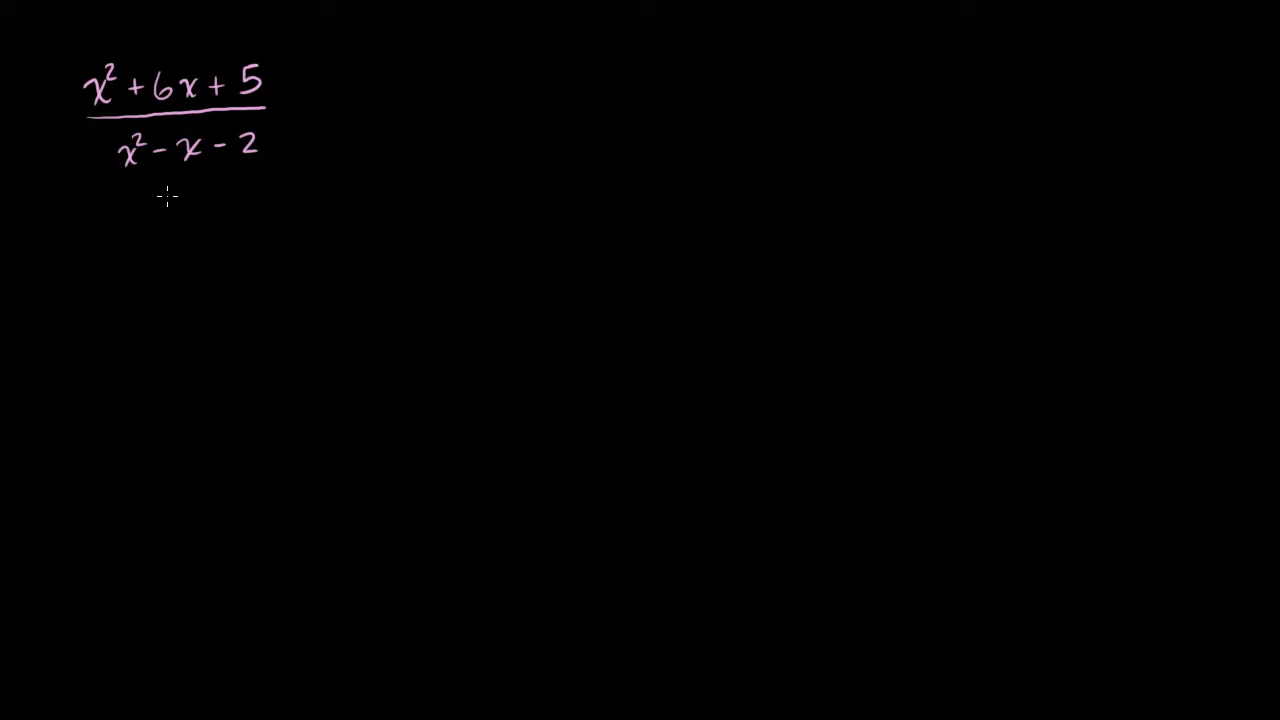 x² + 6x + 5
x² - x - 2